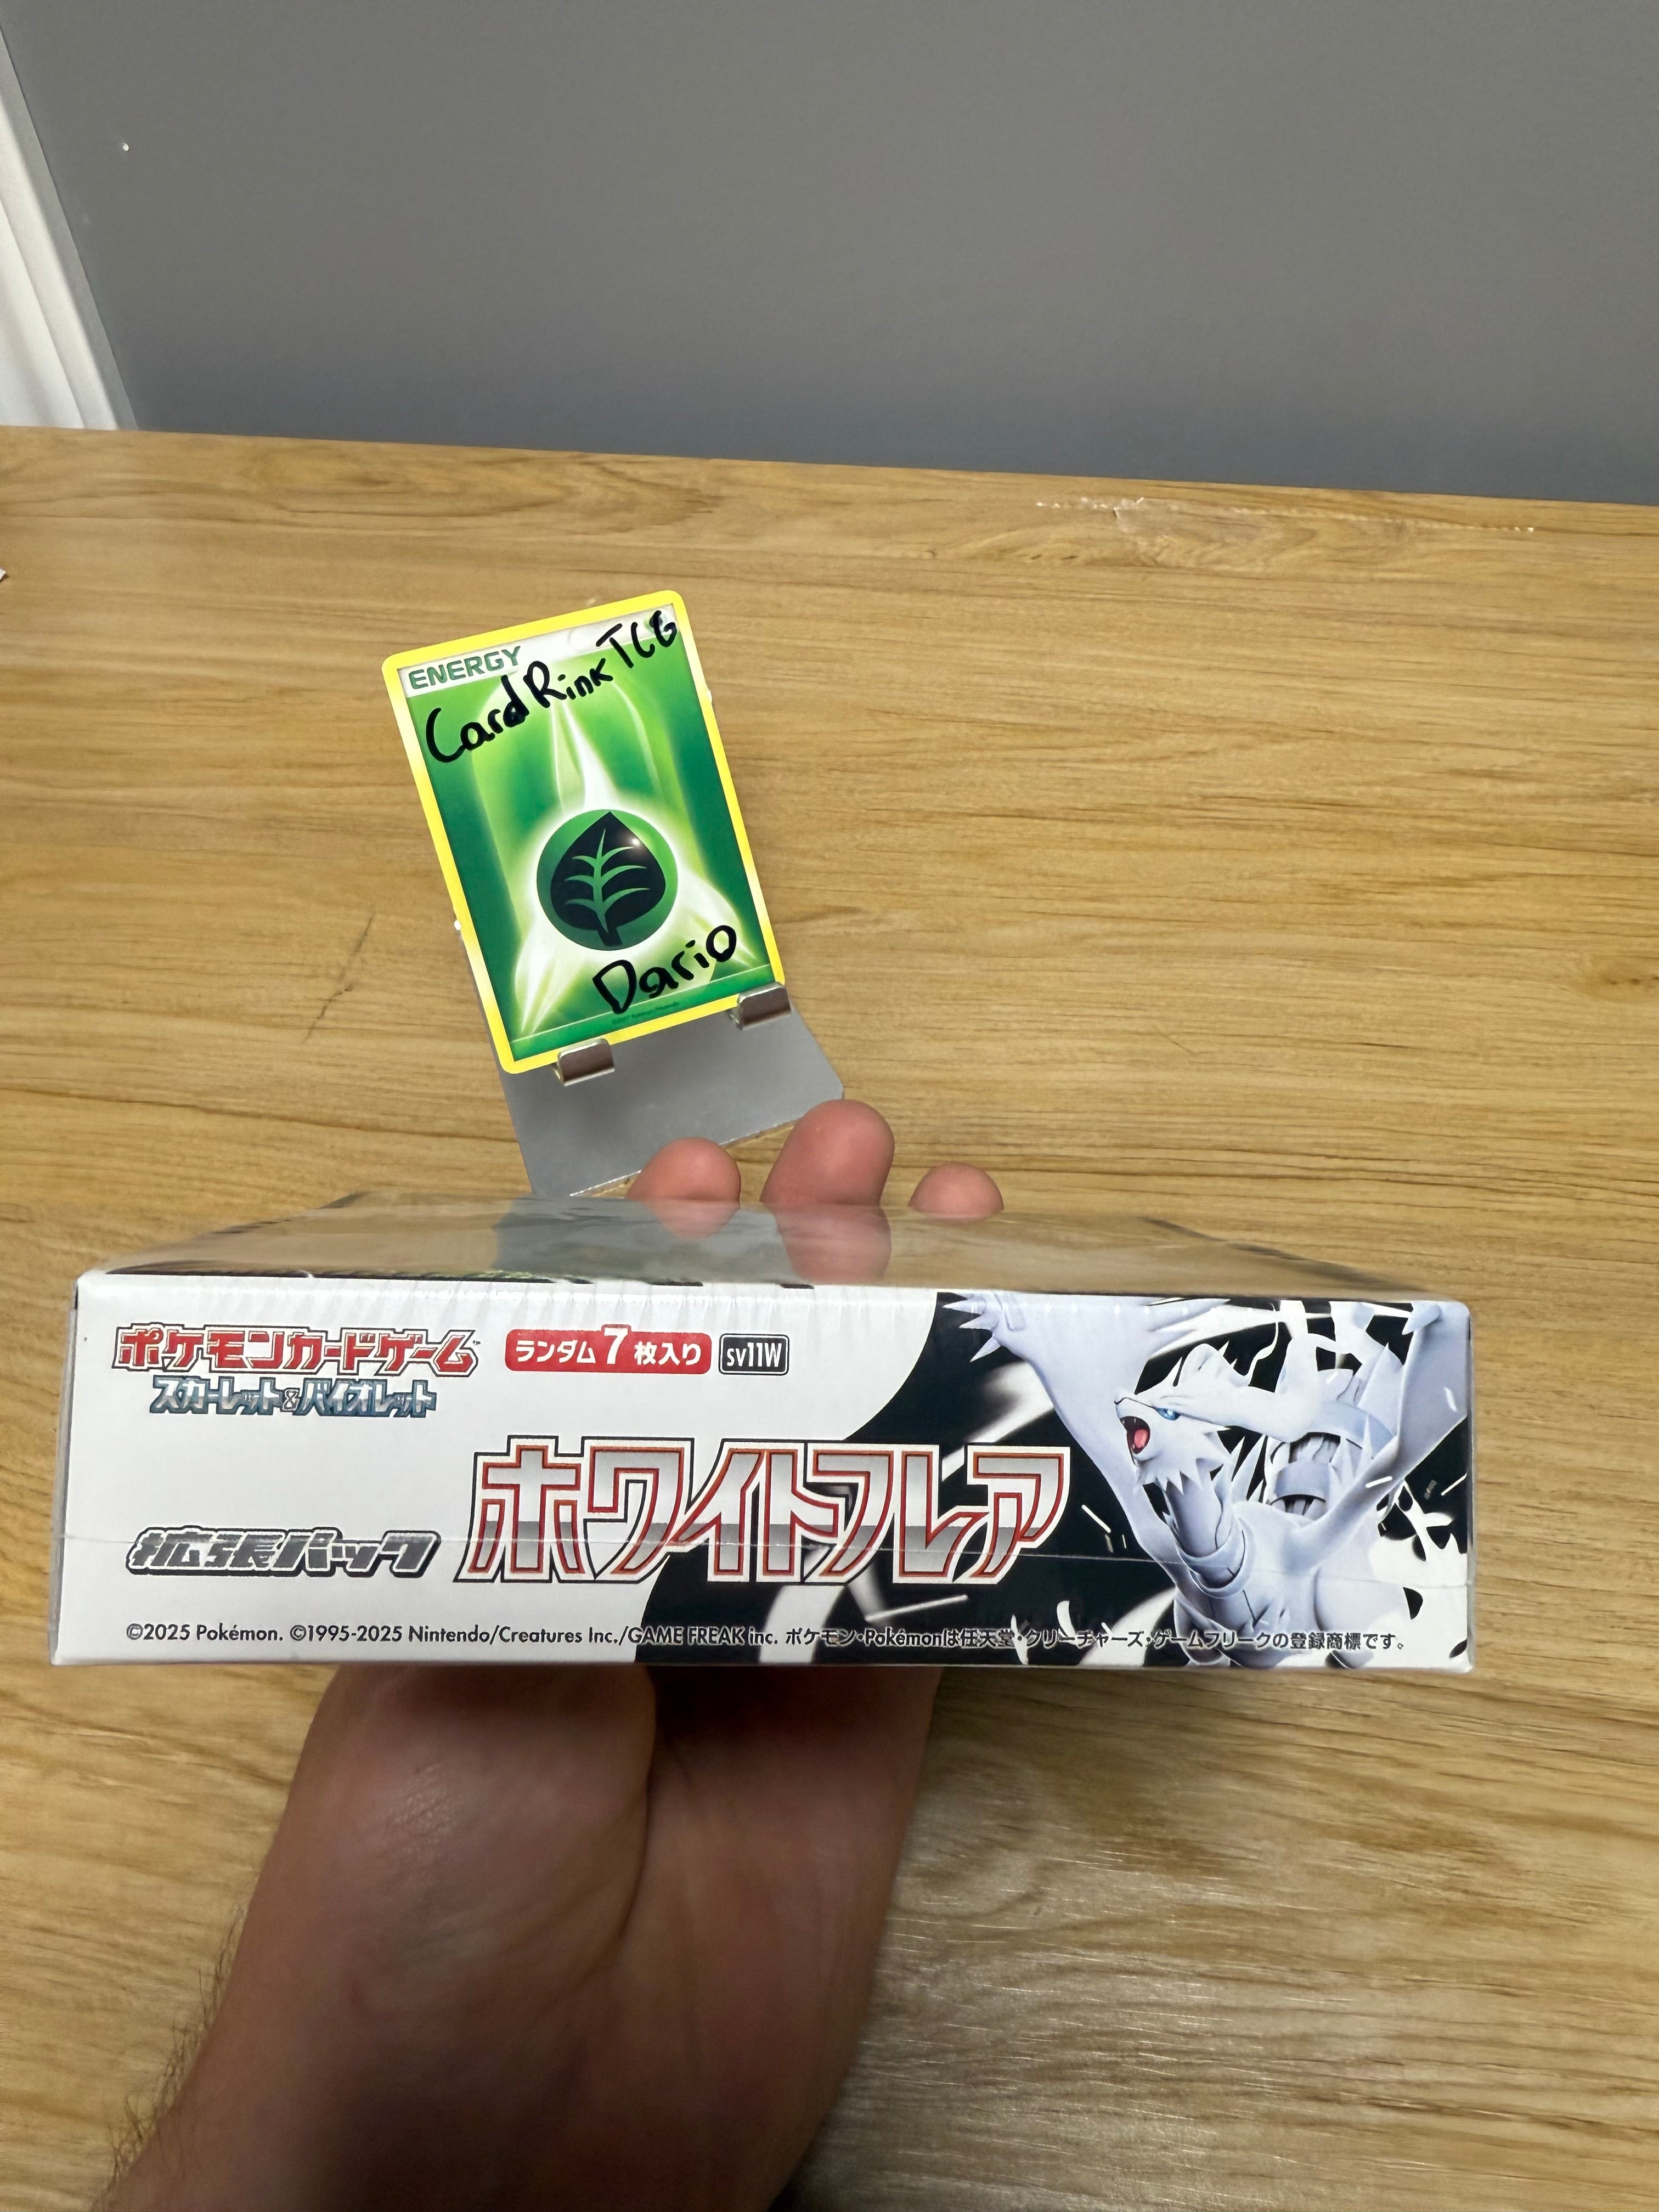 ENERGY
Card Rink TCG
Dario
ポケモンカードゲーム
スカーレット&バイオレット
ランダム7枚入り
sv11W
拡張パック
ホワイトフレア
©2025 Pokémon. ©1995-2025 Nintendo/Creatures Inc./GAME FREAK inc. ポケモン・Pokémonは任天堂・クリーチャーズ・ゲームフリークの登録商標です。